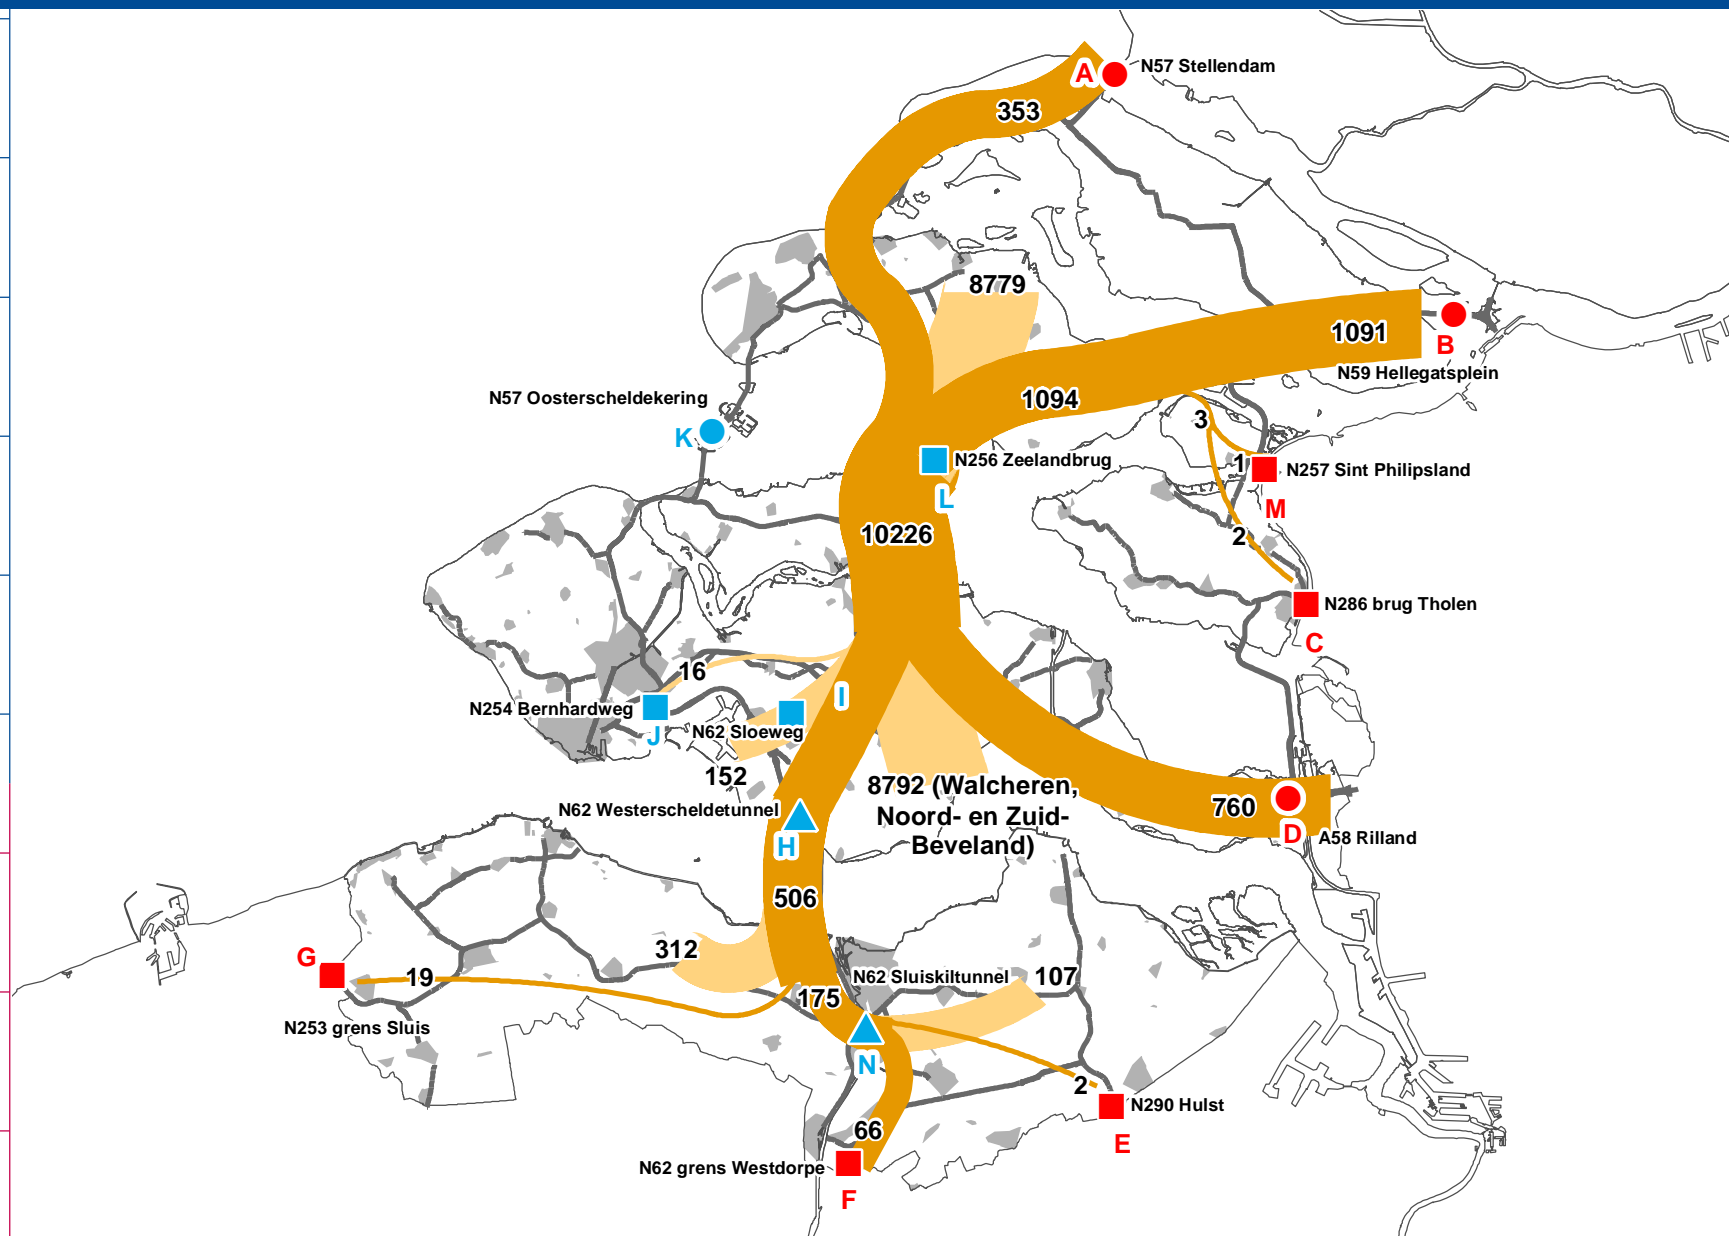 A
N57 Stellendam
353
8779
1091
B
N59 Hellegatsplein
1094
N57 Oosterscheldekering
K
3
N256 Zeelandbrug
L
1
N257 Sint Philipsland
M
10226
2
N286 brug Tholen
C
16
I
N254 Bernhardweg
J
N62 Sloeweg
152
8792 (Walcheren,
Noord- en Zuid-
Beveland)
N62 Westerscheldetunnel
H
760
D
A58 Rilland
506
312
G
19
N253 grens Sluis
N62 Sluiskiltunnel
107
175
N
2
N290 Hulst
E
66
N62 grens Westdorpe
F